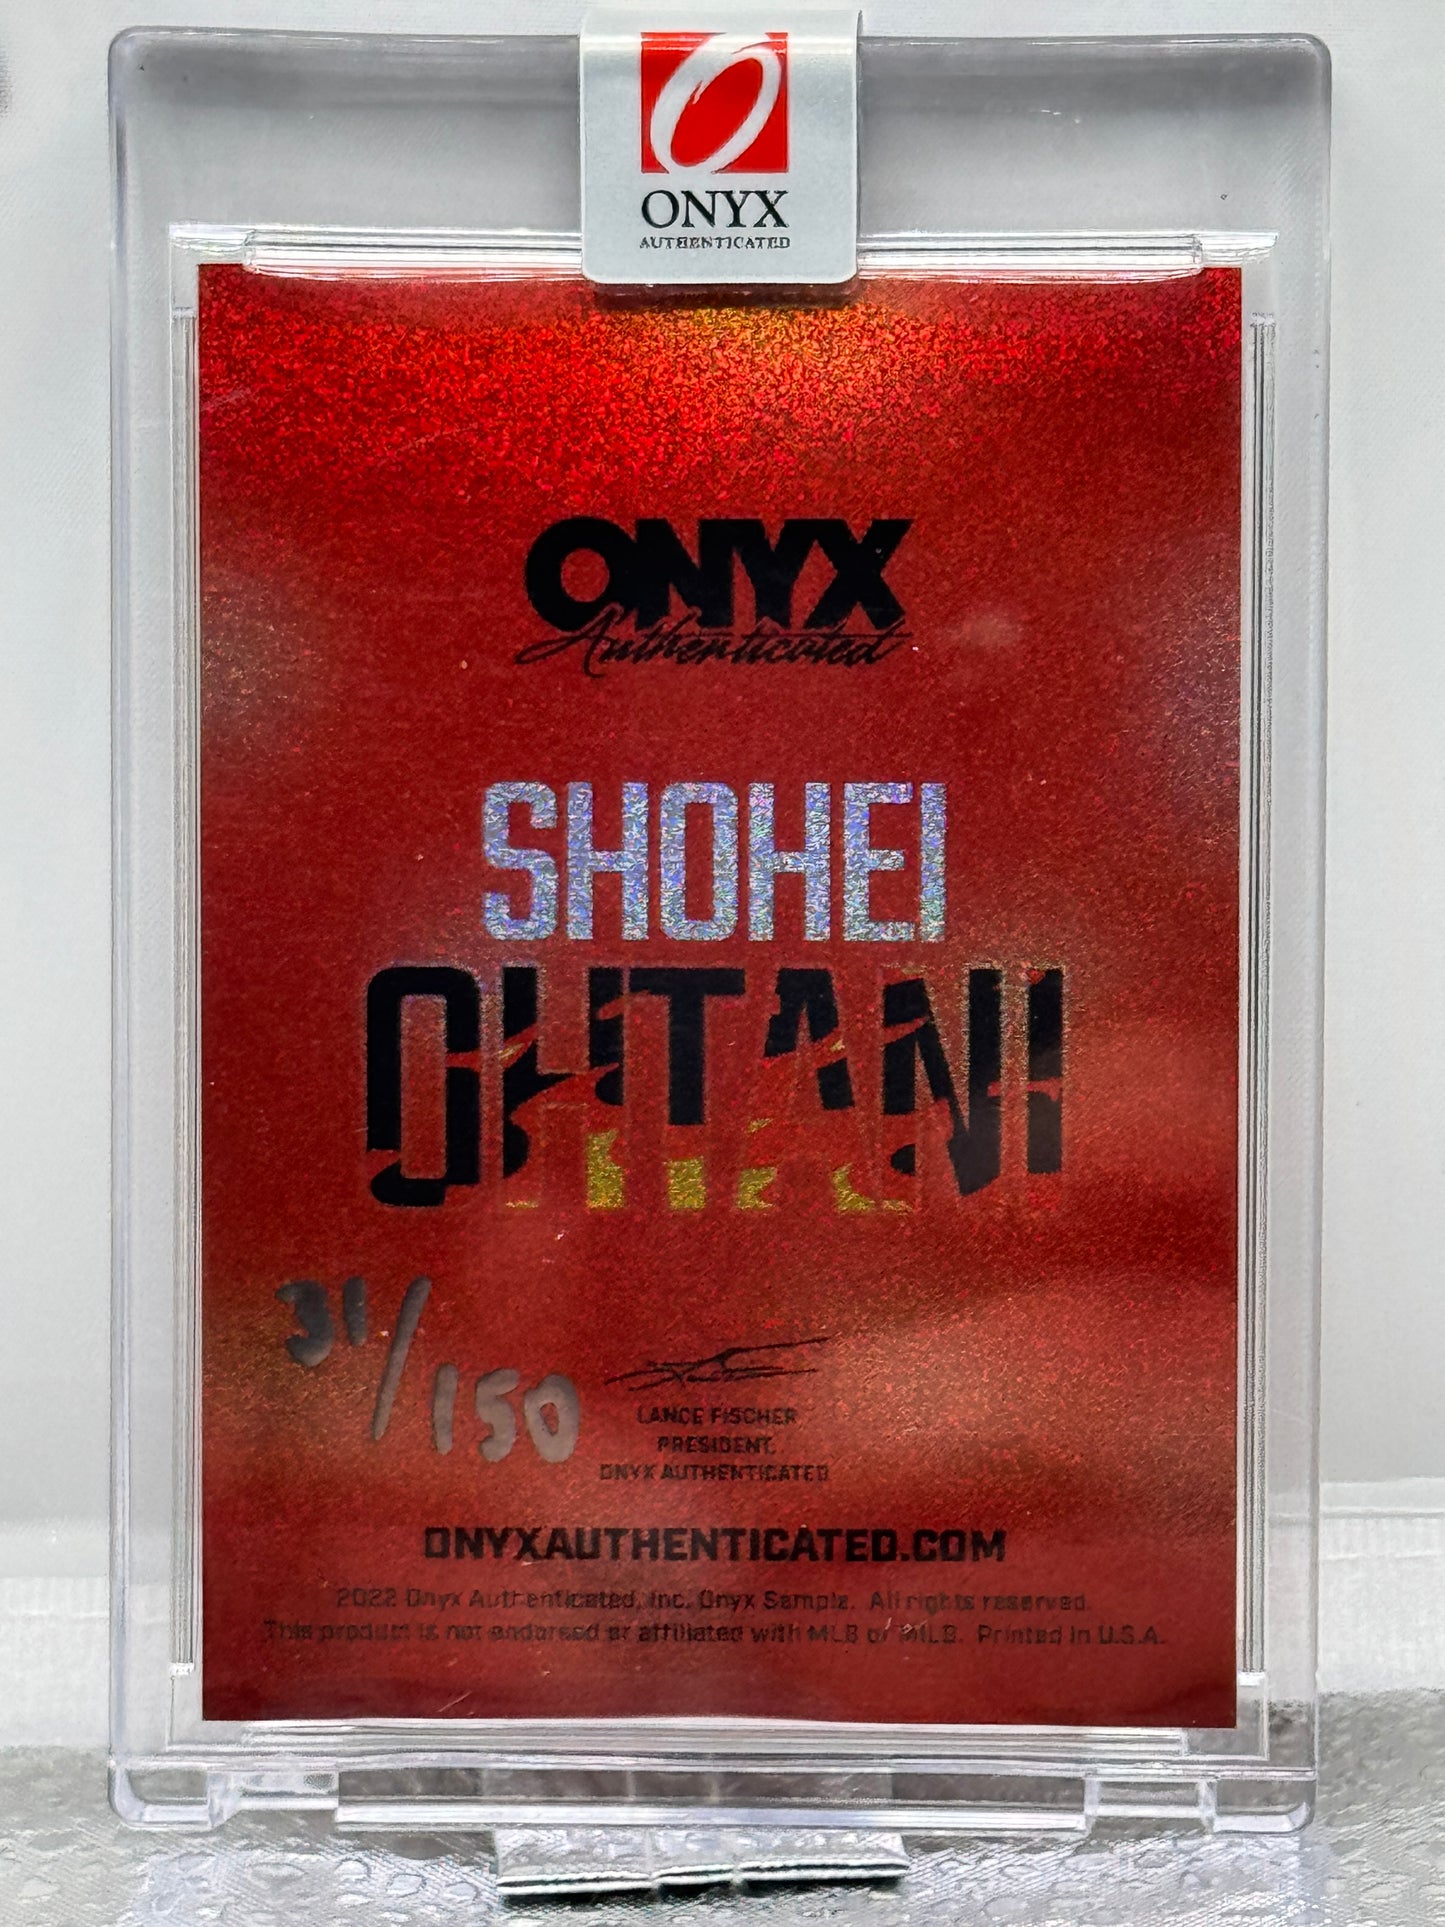 ONYX
AUTHENTICATED
ONYX
Authenticated
SHOHEI
OHTANI
31/150
LANCE FISCHER
PRESIDENT,
ONYX AUTHENTICATED
ONYXAUTHENTICATED.COM
2022 Onyx Authenticated, Inc. Onyx Sample. All rights reserved.
This product is not endorsed or affiliated with MLB or MILB. Printed in U.S.A.